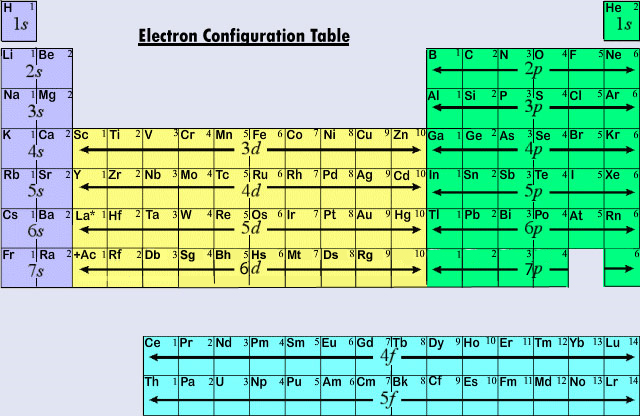 H 1 He 2
1s 1s
Electron Configuration Table
Li 1 Be 2 B 1 C 2 N 3 O 4 F 5 Ne 6
2s 2p
Na 1 Mg 2 Al 1 Si 2 P 3 S 4 Cl 5 Ar 6
3s 3p
K 1 Ca 2 Sc 1 Ti 2 V 3 Cr 4 Mn 5 Fe 6 Co 7 Ni 8 Cu 9 Zn 10 Ga 1 Ge 2 As 3 Se 4 Br 5 Kr 6
4s 3d 4p
Rb 1 Sr 2 Y 1 Zr 2 Nb 3 Mo 4 Tc 5 Ru 6 Rh 7 Pd 8 Ag 9 Cd 10 In 1 Sn 2 Sb 3 Te 4 I 5 Xe 6
5s 4d 5p
Cs 1 Ba 2 La* 1 Hf 2 Ta 3 W 4 Re 5 Os 6 Ir 7 Pt 8 Au 9 Hg 10 Tl 1 Pb 2 Bi 3 Po 4 At 5 Rn 6
6s 5d 6p
Fr 1 Ra 2 +Ac 1 Rf 2 Db 3 Sg 4 Bh 5 Hs 6 Mt 7 Ds 8 Rg 9 10 1 2 3 4 6
7s 6d 7p
Ce 1 Pr 2 Nd 3 Pm 4 Sm 5 Eu 6 Gd 7 Tb 8 Dy 9 Ho 10 Er 11 Tm 12 Yb 13 Lu 14
4f
Th 1 Pa 2 U 3 Np 4 Pu 5 Am 6 Cm 7 Bk 8 Cf 9 Es 10 Fm 11 Md 12 No 13 Lr 14
5f